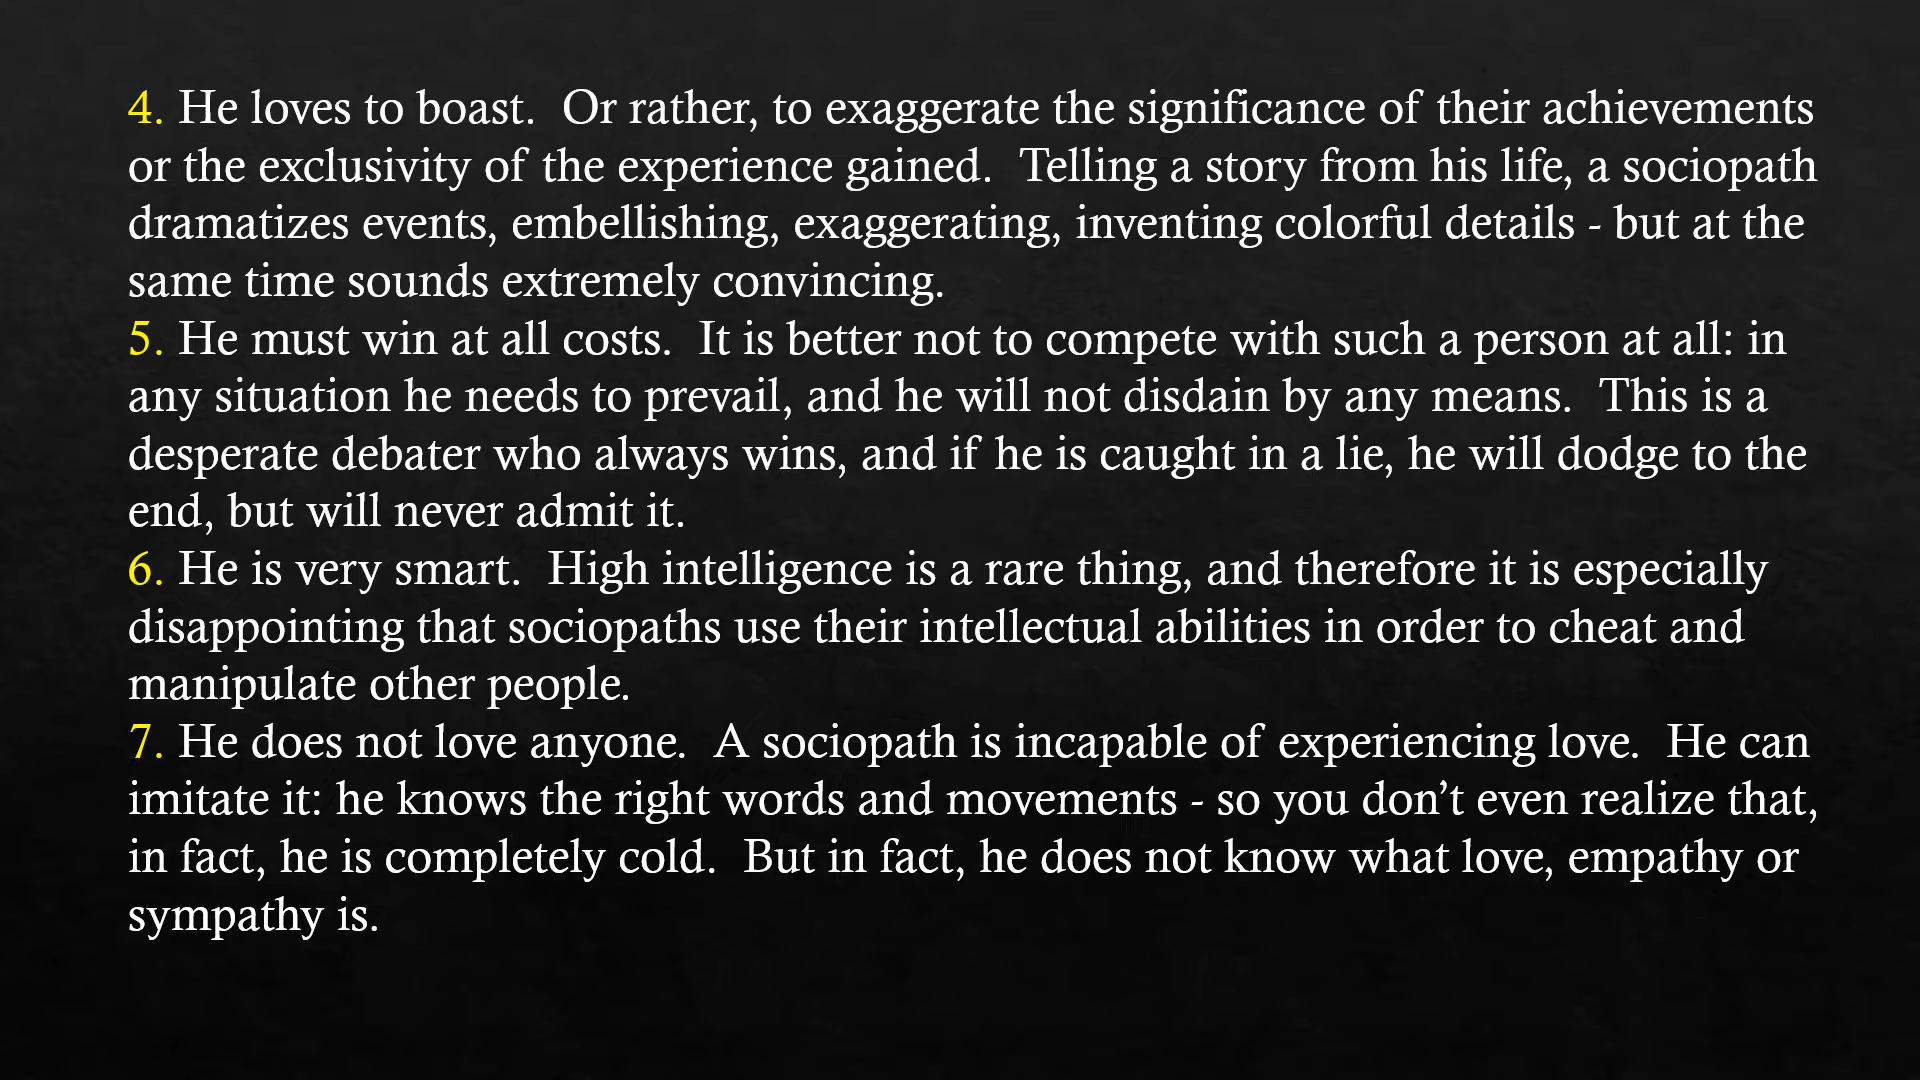 4. He loves to boast.  Or rather, to exaggerate the significance of their achievements
or the exclusivity of the experience gained.  Telling a story from his life, a sociopath
dramatizes events, embellishing, exaggerating, inventing colorful details - but at the
same time sounds extremely convincing.
5. He must win at all costs.  It is better not to compete with such a person at all: in
any situation he needs to prevail, and he will not disdain by any means.  This is a
desperate debater who always wins, and if he is caught in a lie, he will dodge to the
end, but will never admit it.
6. He is very smart.  High intelligence is a rare thing, and therefore it is especially
disappointing that sociopaths use their intellectual abilities in order to cheat and
manipulate other people.
7. He does not love anyone.  A sociopath is incapable of experiencing love.  He can
imitate it: he knows the right words and movements - so you don’t even realize that,
in fact, he is completely cold.  But in fact, he does not know what love, empathy or
sympathy is.